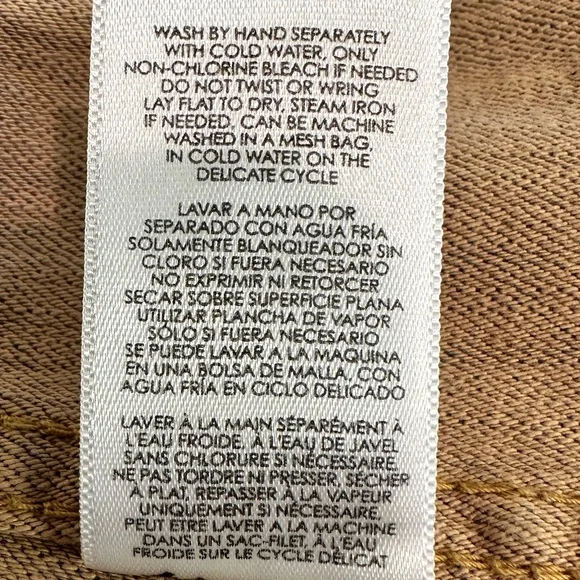 WASH BY HAND SEPARATELY
WITH COLD WATER, ONLY
NON-CHLORINE BLEACH IF NEEDED
DO NOT TWIST OR WRING
LAY FLAT TO DRY, STEAM IRON
IF NEEDED, CAN BE MACHINE
WASHED IN A MESH BAG,
IN COLD WATER ON THE
DELICATE CYCLE
LAVAR A MANO POR
SEPARADO CON AGUA FRÍA
SOLAMENTE BLANQUEADOR SIN
CLORO SI FUERA NECESARIO
NO EXPRIMIR NI RETORCER
SECAR SOBRE SUPERFICIE PLANA
UTILIZAR PLANCHA DE VAPOR
SÓLO SI FUERA NECESARIO
SE PUEDE LAVAR A LA MAQUINA
EN UNA BOLSA DE MALLA, CON
AGUA FRÍA EN CICLO DELICADO
LAVER À LA MAIN SÉPARÉMENT À
L'EAU FROIDE, À L'EAU DE JAVEL
SANS CHLORURE SI NÉCESSAIRE,
NE PAS TORDRE NI PRESSER, SÉCHER
À PLAT, REPASSER À LA VAPEUR
UNIQUEMENT SI NÉCESSAIRE,
PEUT ÊTRE LAVER A LA MACHINE
DANS UN SAC-FILET, À L'EAU
FROIDE SUR LE CYCLE DÉLICAT